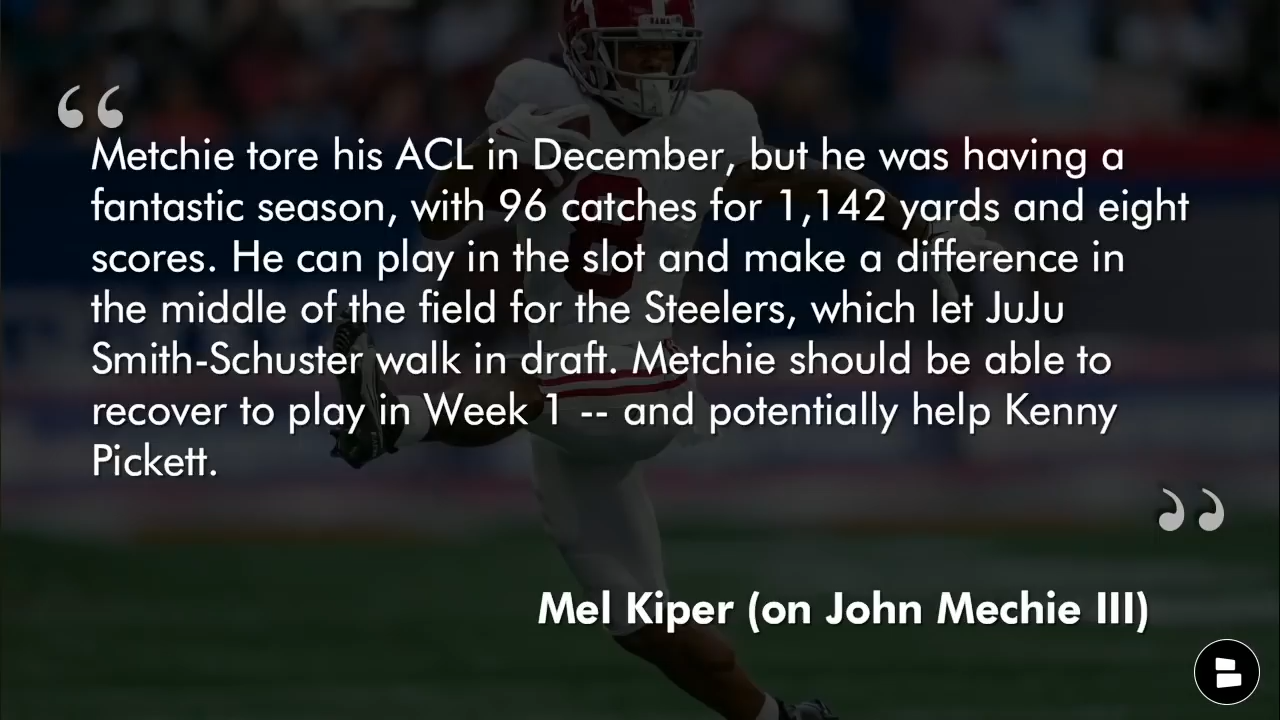 BAMA
8
“
Metchie tore his ACL in December, but he was having a
fantastic season, with 96 catches for 1,142 yards and eight
scores. He can play in the slot and make a difference in
the middle of the field for the Steelers, which let JuJu
Smith-Schuster walk in draft. Metchie should be able to
recover to play in Week 1 -- and potentially help Kenny
Pickett.
”
Mel Kiper (on John Mechie III)